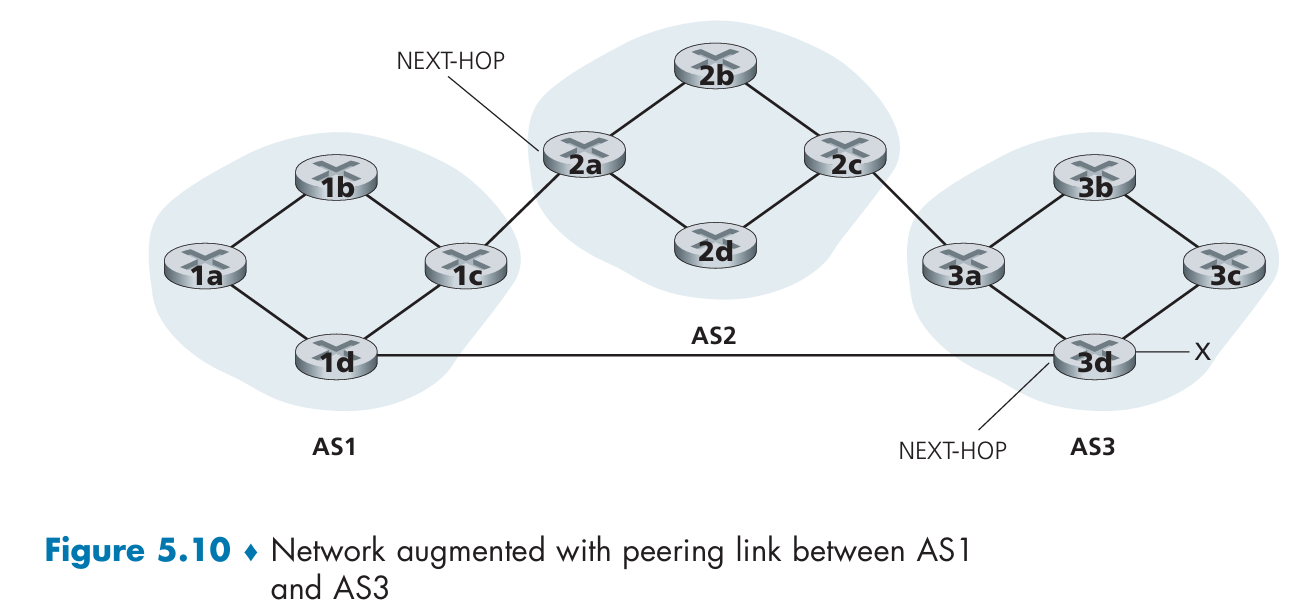 NEXT-HOP
2b
2a
2c
2d
1b
1a
1c
1d
3b
3a
3c
3d
X
AS2
NEXT-HOP
AS1
AS3
Figure 5.10 ♦ Network augmented with peering link between AS1
and AS3